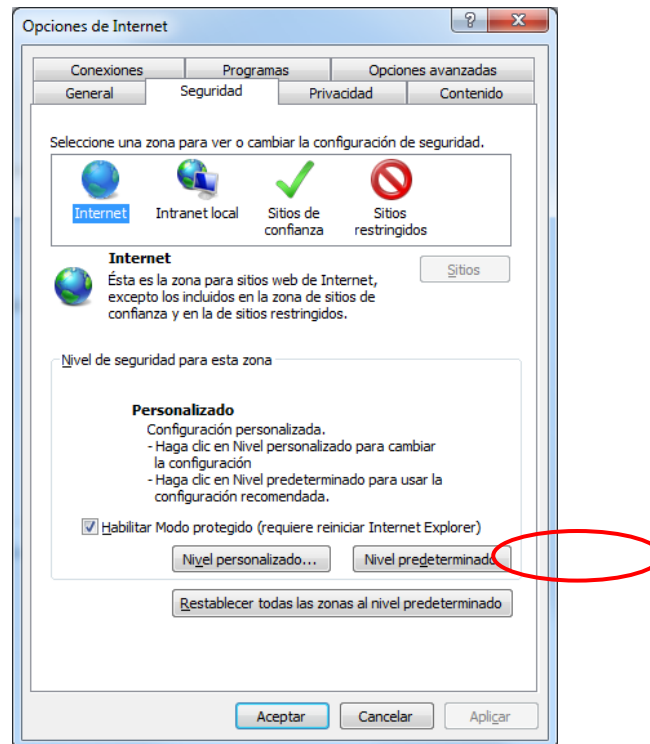 Opciones de Internet
Conexiones Programas Opciones avanzadas
General Seguridad Privacidad Contenido
Seleccione una zona para ver o cambiar la configuración de seguridad.
Internet Intranet local Sitios de confianza Sitios restringidos
Internet
Sitios
Ésta es la zona para sitios web de Internet,
excepto los incluidos en la zona de sitios de
confianza y en la de sitios restringidos.
Nivel de seguridad para esta zona
Personalizado
Configuración personalizada.
- Haga clic en Nivel personalizado para cambiar
la configuración
- Haga clic en Nivel predeterminado para usar la
configuración recomendada.
Habilitar Modo protegido (requiere reiniciar Internet Explorer)
Nivel personalizado... Nivel predeterminado
Restablecer todas las zonas al nivel predeterminado
Aceptar Cancelar Aplicar